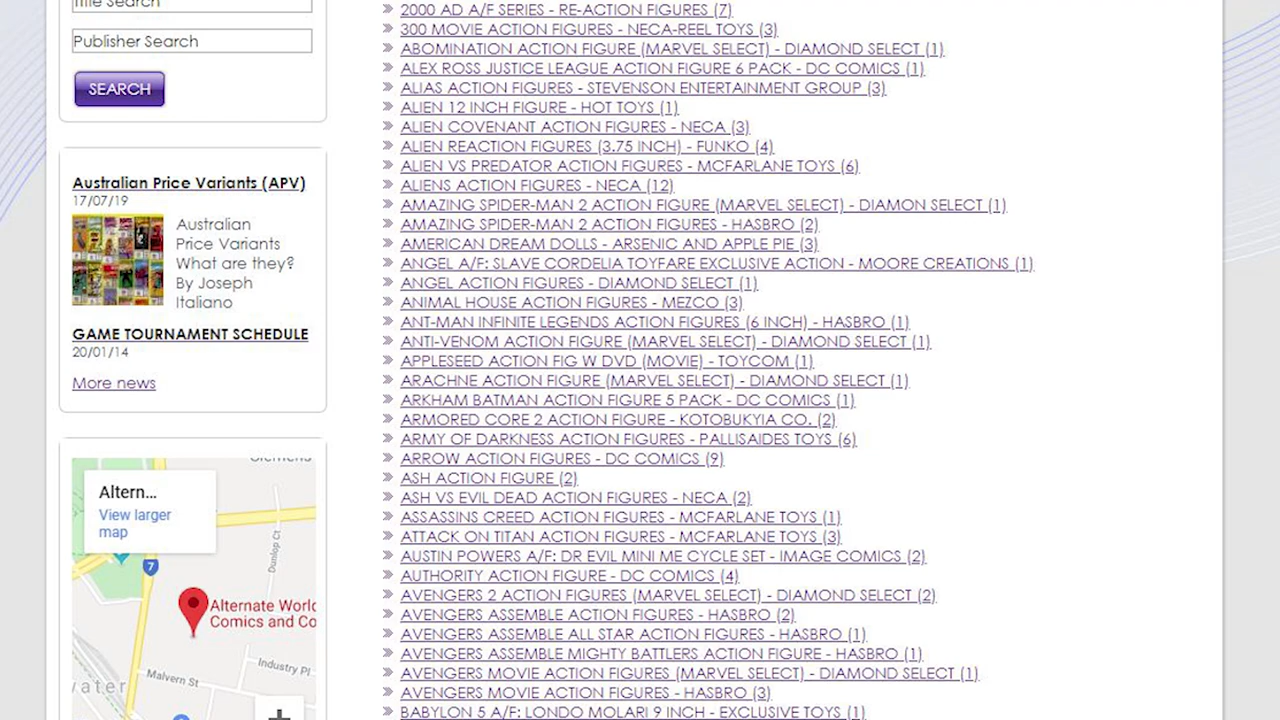 Title Search
Publisher Search
SEARCH
Australian Price Variants (APV)
17/07/19
Australian
Price Variants
What are they?
By Joseph
Italiano
GAME TOURNAMENT SCHEDULE
20/01/14
More news
Altern...
View larger
map
7
Dunlop Ct
Alternate World
Comics and Co
Industry Pl
Malvern St
water
+
2000 AD A/F SERIES - RE-ACTION FIGURES (7)
300 MOVIE ACTION FIGURES - NECA-REEL TOYS (3)
ABOMINATION ACTION FIGURE (MARVEL SELECT) - DIAMOND SELECT (1)
ALEX ROSS JUSTICE LEAGUE ACTION FIGURE 6 PACK - DC COMICS (1)
ALIAS ACTION FIGURES - STEVENSON ENTERTAINMENT GROUP (3)
ALIEN 12 INCH FIGURE - HOT TOYS (1)
ALIEN COVENANT ACTION FIGURES - NECA (3)
ALIEN REACTION FIGURES (3.75 INCH) - FUNKO (4)
ALIEN VS PREDATOR ACTION FIGURES - MCFARLANE TOYS (6)
ALIENS ACTION FIGURES - NECA (12)
AMAZING SPIDER-MAN 2 ACTION FIGURE (MARVEL SELECT) - DIAMON SELECT (1)
AMAZING SPIDER-MAN 2 ACTION FIGURES - HASBRO (2)
AMERICAN DREAM DOLLS - ARSENIC AND APPLE PIE (3)
ANGEL A/F: SLAVE CORDELIA TOYFARE EXCLUSIVE ACTION - MOORE CREATIONS (1)
ANGEL ACTION FIGURES - DIAMOND SELECT (1)
ANIMAL HOUSE ACTION FIGURES - MEZCO (3)
ANT-MAN INFINITE LEGENDS ACTION FIGURES (6 INCH) - HASBRO (1)
ANTI-VENOM ACTION FIGURE (MARVEL SELECT) - DIAMOND SELECT (1)
APPLESEED ACTION FIG W DVD (MOVIE) - TOYCOM (1)
ARACHNE ACTION FIGURE (MARVEL SELECT) - DIAMOND SELECT (1)
ARKHAM BATMAN ACTION FIGURE 5 PACK - DC COMICS (1)
ARMORED CORE 2 ACTION FIGURE - KOTOBUKYIA CO. (2)
ARMY OF DARKNESS ACTION FIGURES - PALLISAIDES TOYS (6)
ARROW ACTION FIGURES - DC COMICS (9)
ASH ACTION FIGURE (2)
ASH VS EVIL DEAD ACTION FIGURES - NECA (2)
ASSASSINS CREED ACTION FIGURES - MCFARLANE TOYS (1)
ATTACK ON TITAN ACTION FIGURES - MCFARLANE TOYS (3)
AUSTIN POWERS A/F: DR EVIL MINI ME CYCLE SET - IMAGE COMICS (2)
AUTHORITY ACTION FIGURE - DC COMICS (4)
AVENGERS 2 ACTION FIGURES (MARVEL SELECT) - DIAMOND SELECT (2)
AVENGERS ASSEMBLE ACTION FIGURES - HASBRO (2)
AVENGERS ASSEMBLE ALL STAR ACTION FIGURES - HASBRO (1)
AVENGERS ASSEMBLE MIGHTY BATTLERS ACTION FIGURE - HASBRO (1)
AVENGERS MOVIE ACTION FIGURES (MARVEL SELECT) - DIAMOND SELECT (1)
AVENGERS MOVIE ACTION FIGURES - HASBRO (3)
BABYLON 5 A/F: LONDO MOLARI 9 INCH - EXCLUSIVE TOYS (1)